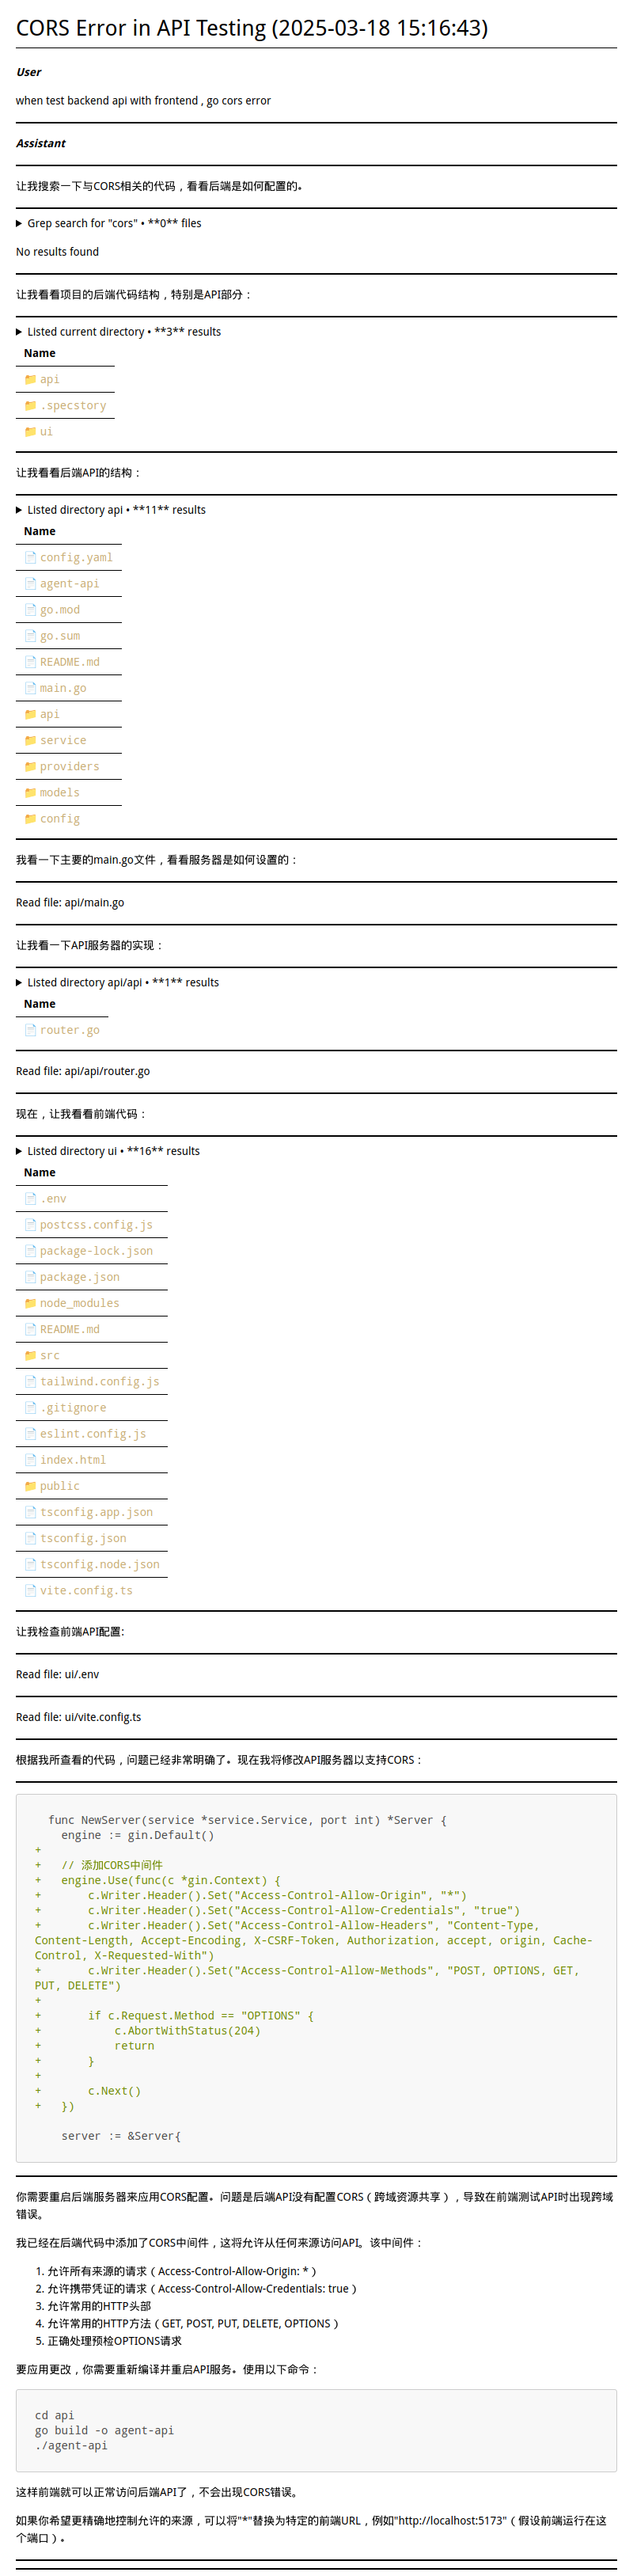 CORS Error in API Testing (2025-03-18 15:16:43)
User
when test backend api with frontend , go cors error
Assistant
让我搜索一下与CORS相关的代码，看看后端是如何配置的。
Grep search for "cors" • **0** files
No results found
让我看看项目的后端代码结构，特别是API部分：
Listed current directory • **3** results
Name
api
.specstory
ui
让我看看后端API的结构：
Listed directory api • **11** results
Name
config.yaml
agent-api
go.mod
go.sum
README.md
main.go
api
service
providers
models
config
我看一下主要的main.go文件，看看服务器是如何设置的：
Read file: api/main.go
让我看一下API服务器的实现：
Listed directory api/api • **1** results
Name
router.go
Read file: api/api/router.go
现在，让我看看前端代码：
Listed directory ui • **16** results
Name
.env
postcss.config.js
package-lock.json
package.json
node_modules
README.md
src
tailwind.config.js
.gitignore
eslint.config.js
index.html
public
tsconfig.app.json
tsconfig.json
tsconfig.node.json
vite.config.ts
让我检查前端API配置:
Read file: ui/.env
Read file: ui/vite.config.ts
根据我所查看的代码，问题已经非常明确了。现在我将修改API服务器以支持CORS：
func NewServer(service *service.Service, port int) *Server {
engine := gin.Default()
+
+   // 添加CORS中间件
+   engine.Use(func(c *gin.Context) {
+       c.Writer.Header().Set("Access-Control-Allow-Origin", "*")
+       c.Writer.Header().Set("Access-Control-Allow-Credentials", "true")
+       c.Writer.Header().Set("Access-Control-Allow-Headers", "Content-Type,
Content-Length, Accept-Encoding, X-CSRF-Token, Authorization, accept, origin, Cache-
Control, X-Requested-With")
+       c.Writer.Header().Set("Access-Control-Allow-Methods", "POST, OPTIONS, GET,
PUT, DELETE")
+
+       if c.Request.Method == "OPTIONS" {
+           c.AbortWithStatus(204)
+           return
+       }
+
+       c.Next()
+   })
server := &Server{
你需要重启后端服务器来应用CORS配置。问题是后端API没有配置CORS（跨域资源共享），导致在前端测试API时出现跨域
错误。
我已经在后端代码中添加了CORS中间件，这将允许从任何来源访问API。该中间件：
1. 允许所有来源的请求（Access-Control-Allow-Origin: *）
2. 允许携带凭证的请求（Access-Control-Allow-Credentials: true）
3. 允许常用的HTTP头部
4. 允许常用的HTTP方法（GET, POST, PUT, DELETE, OPTIONS）
5. 正确处理预检OPTIONS请求
要应用更改，你需要重新编译并重启API服务。使用以下命令：
cd api
go build -o agent-api
./agent-api
这样前端就可以正常访问后端API了，不会出现CORS错误。
如果你希望更精确地控制允许的来源，可以将"*"替换为特定的前端URL，例如"http://localhost:5173"（假设前端运行在这
个端口）。